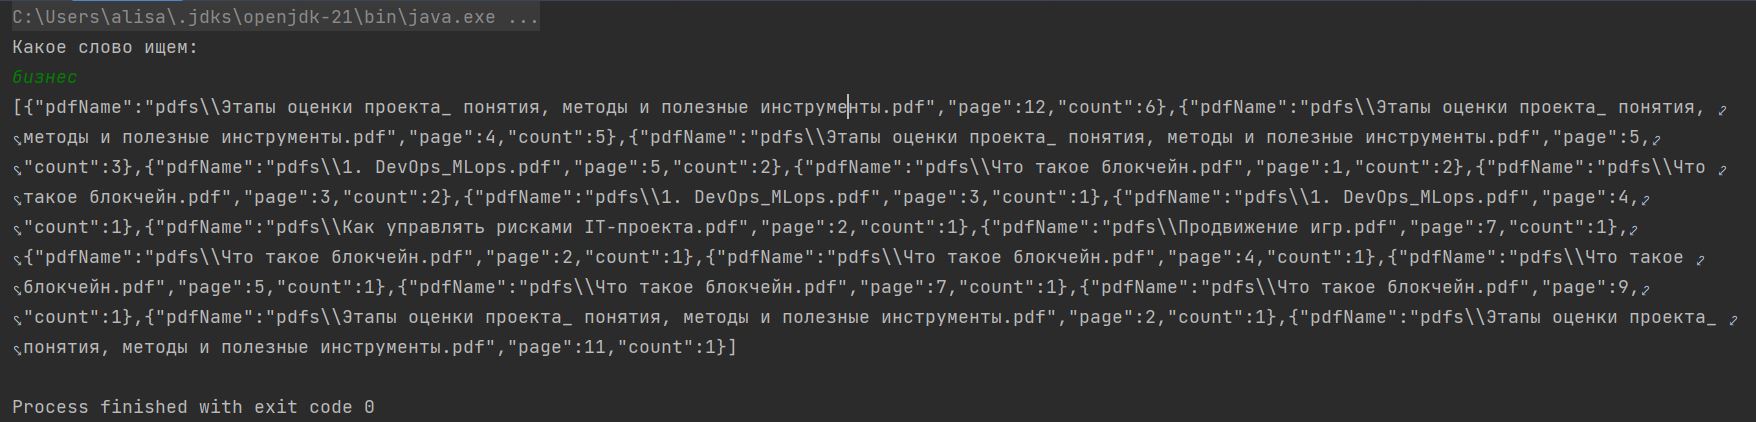 C:\Users\alisa\.jdks\openjdk-21\bin\java.exe ...
Какое слово ищем:
бизнес
[{"pdfName":"pdfs\\Этапы оценки проекта_ понятия, методы и полезные инструменты.pdf","page":12,"count":6},{"pdfName":"pdfs\\Этапы оценки проекта_ понятия,
методы и полезные инструменты.pdf","page":4,"count":5},{"pdfName":"pdfs\\Этапы оценки проекта_ понятия, методы и полезные инструменты.pdf","page":5,
"count":3},{"pdfName":"pdfs\\1. DevOps_MLops.pdf","page":5,"count":2},{"pdfName":"pdfs\\Что такое блокчейн.pdf","page":1,"count":2},{"pdfName":"pdfs\\Что
такое блокчейн.pdf","page":3,"count":2},{"pdfName":"pdfs\\1. DevOps_MLops.pdf","page":3,"count":1},{"pdfName":"pdfs\\1. DevOps_MLops.pdf","page":4,
"count":1},{"pdfName":"pdfs\\Как управлять рисками IT-проекта.pdf","page":2,"count":1},{"pdfName":"pdfs\\Продвижение игр.pdf","page":7,"count":1},
{"pdfName":"pdfs\\Что такое блокчейн.pdf","page":2,"count":1},{"pdfName":"pdfs\\Что такое блокчейн.pdf","page":4,"count":1},{"pdfName":"pdfs\\Что такое
блокчейн.pdf","page":5,"count":1},{"pdfName":"pdfs\\Что такое блокчейн.pdf","page":7,"count":1},{"pdfName":"pdfs\\Что такое блокчейн.pdf","page":9,
"count":1},{"pdfName":"pdfs\\Этапы оценки проекта_ понятия, методы и полезные инструменты.pdf","page":2,"count":1},{"pdfName":"pdfs\\Этапы оценки проекта_
понятия, методы и полезные инструменты.pdf","page":11,"count":1}]
Process finished with exit code 0